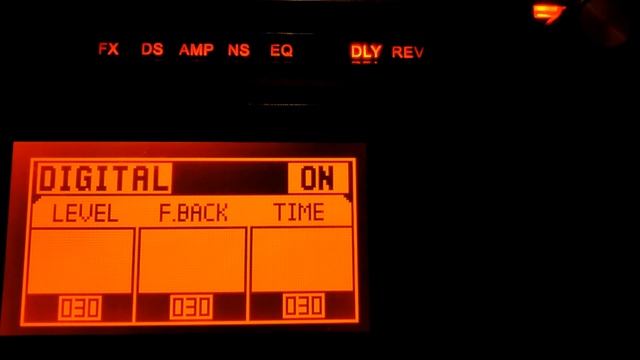 FX DS AMP NS EQ DLY REV
DIGITAL ON
LEVEL F.BACK TIME
030 030 030